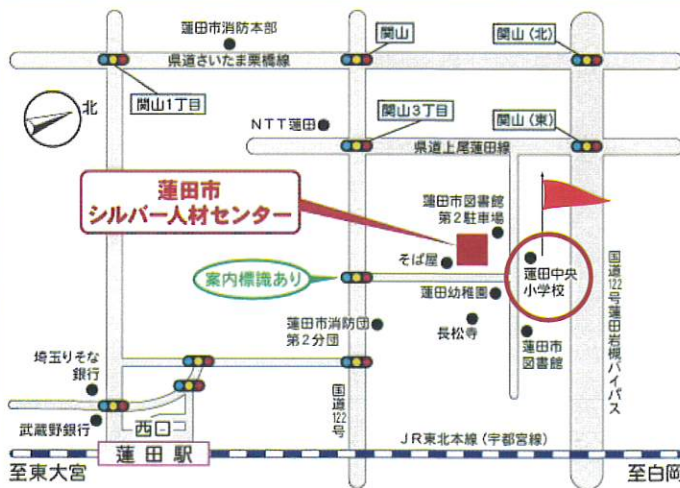 蓮田市消防本部
関山
関山(北)
県道さいたま栗橋線
関山1丁目
北
NTT蓮田
関山3丁目
関山(東)
県道上尾蓮田線
蓮田市
シルバー人材センター
蓮田市図書館
第2駐車場
そば屋
蓮田中央
小学校
案内標識あり
蓮田幼稚園
国道122号蓮田岩槻バイパス
蓮田市消防団
第2分団
長松寺
蓮田市
図書館
埼玉りそな
銀行
国道122号
武蔵野銀行
西口
JR東北本線(宇都宮線)
蓮田駅
至東大宮
至白岡